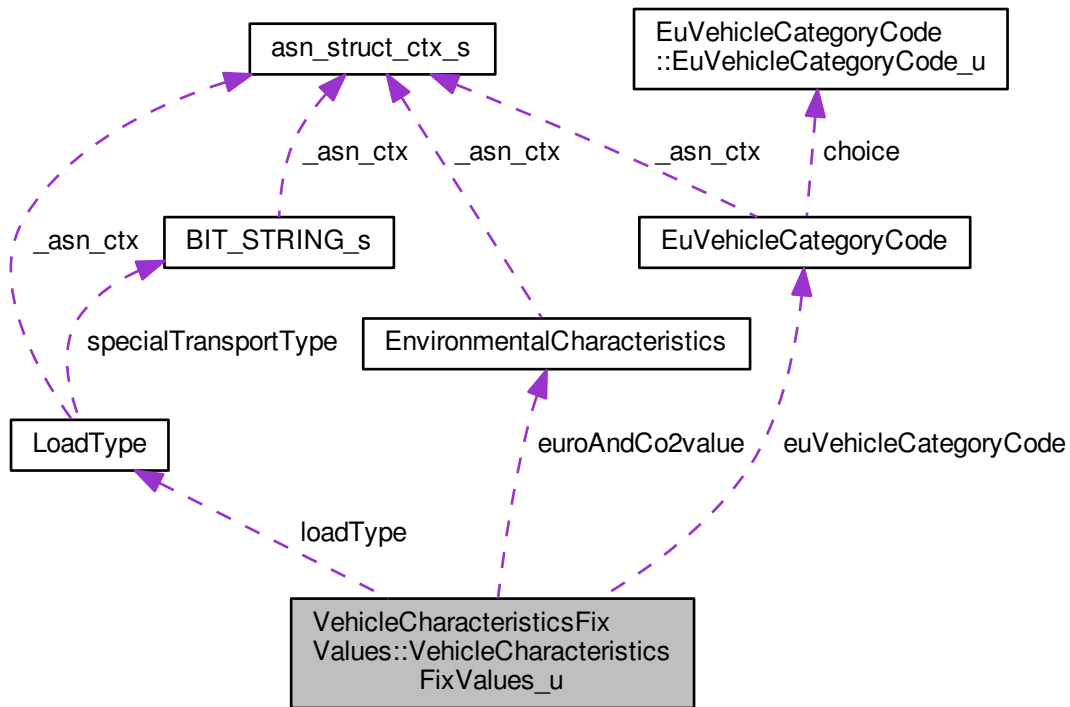 asn_struct_ctx_s
EuVehicleCategoryCode
::EuVehicleCategoryCode_u
_asn_ctx
_asn_ctx
_asn_ctx
choice
_asn_ctx
BIT_STRING_s
EuVehicleCategoryCode
specialTransportType
EnvironmentalCharacteristics
LoadType
euroAndCo2value
euVehicleCategoryCode
loadType
VehicleCharacteristicsFix
Values::VehicleCharacteristics
FixValues_u